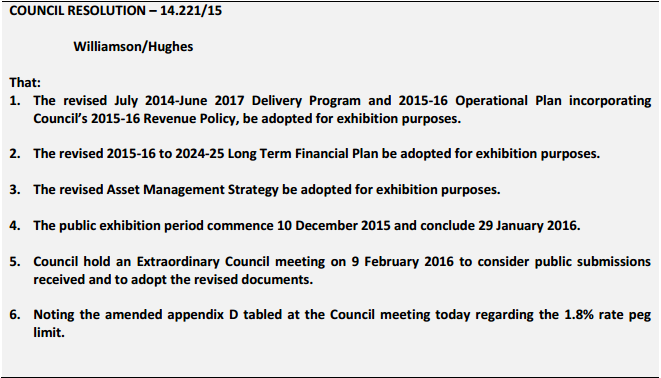 COUNCIL RESOLUTION – 14.221/15
Williamson/Hughes
That:
1. The revised July 2014-June 2017 Delivery Program and 2015-16 Operational Plan incorporating
Council's 2015-16 Revenue Policy, be adopted for exhibition purposes.
2. The revised 2015-16 to 2024-25 Long Term Financial Plan be adopted for exhibition purposes.
3. The revised Asset Management Strategy be adopted for exhibition purposes.
4. The public exhibition period commence 10 December 2015 and conclude 29 January 2016.
5. Council hold an Extraordinary Council meeting on 9 February 2016 to consider public submissions
received and to adopt the revised documents.
6. Noting the amended appendix D tabled at the Council meeting today regarding the 1.8% rate peg
limit.